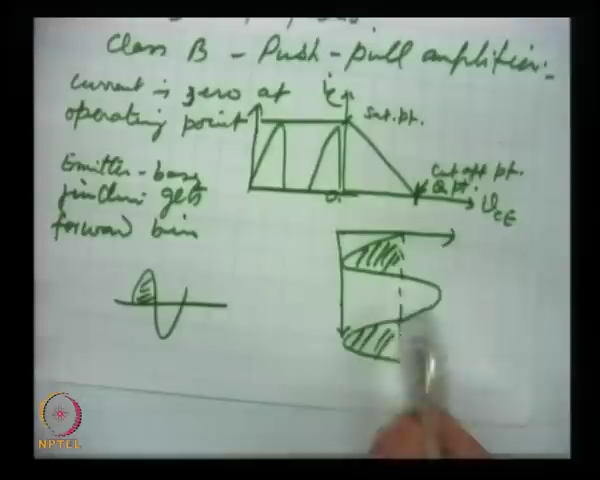 Class B - Push-pull amplifier:-
Current is zero at
operating point
Emitter-base
junction gets
forward bias
ic
Sat. pt.
Cut off pt.
Q pt.
VCE
0
NPTEL